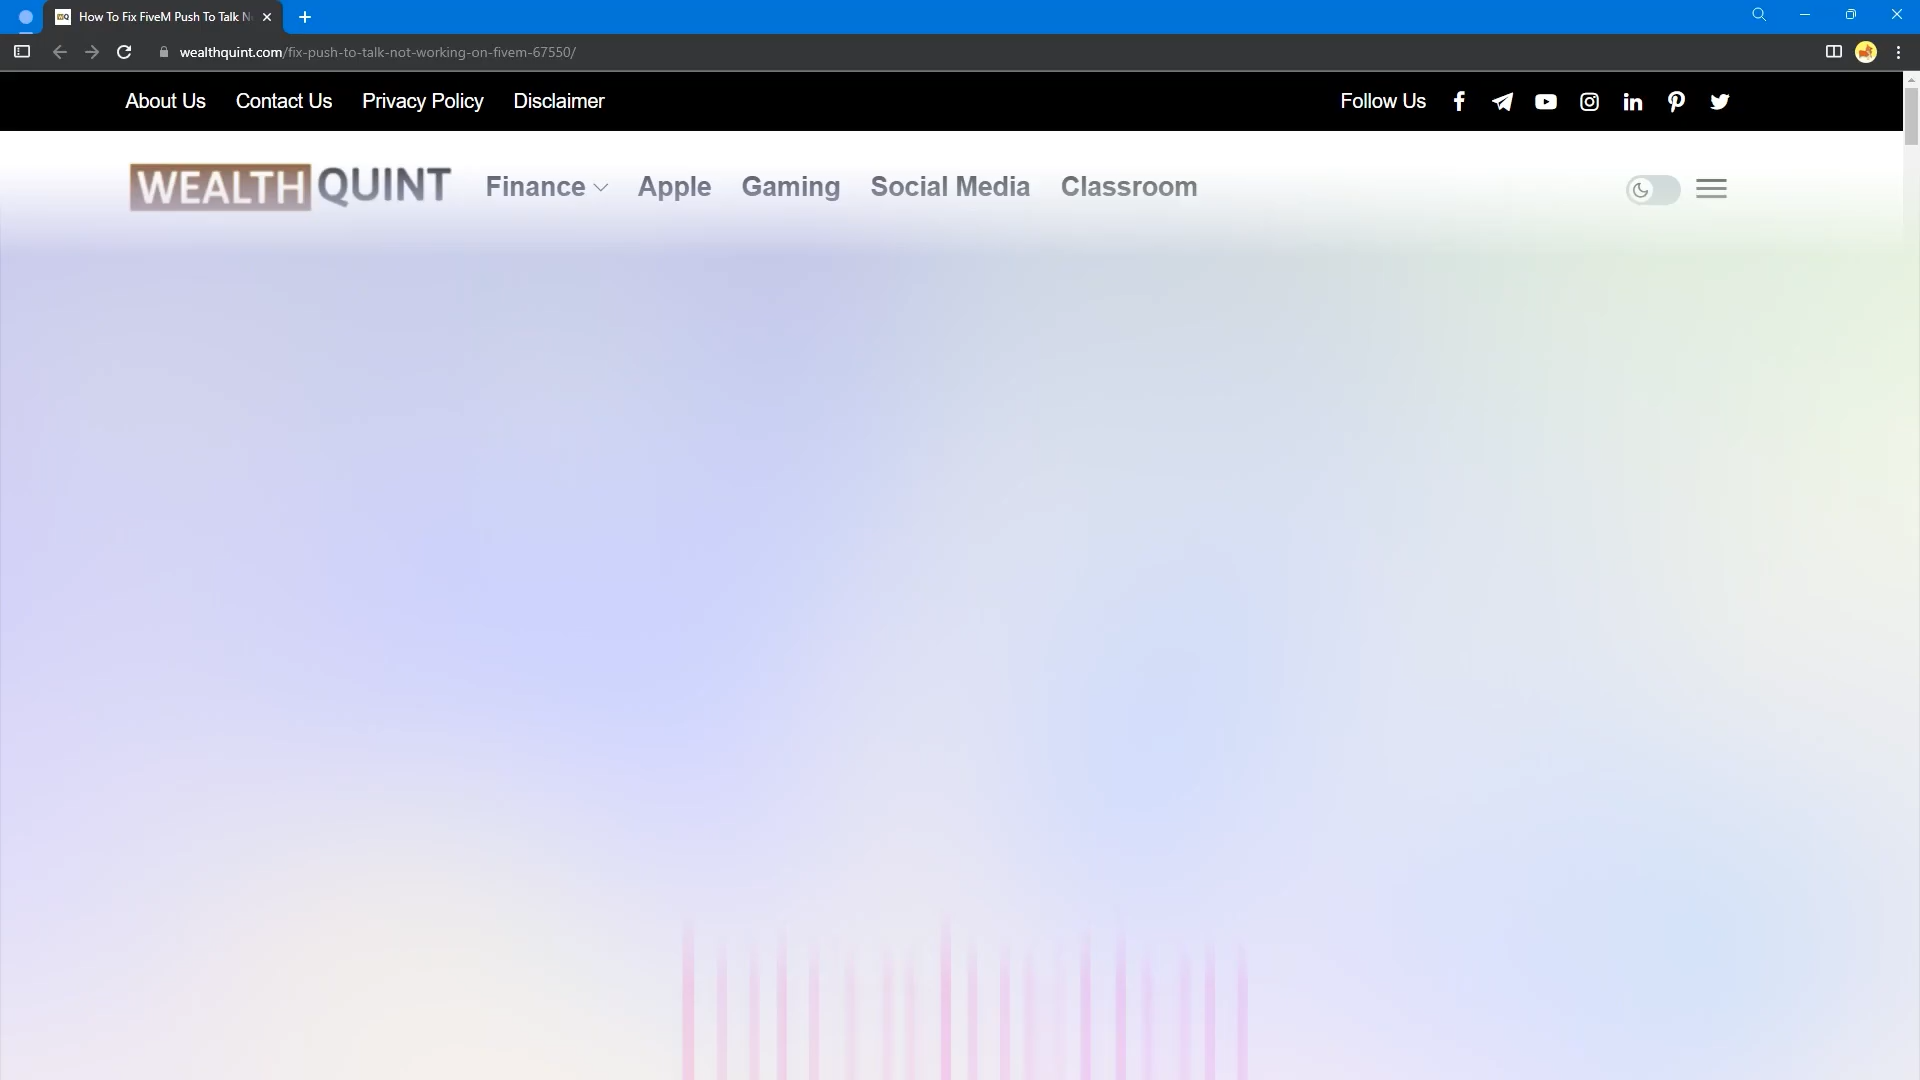 How To Fix FiveM Push To Talk N
wealthquint.com/fix-push-to-talk-not-working-on-fivem-67550/
About Us Contact Us Privacy Policy Disclaimer Follow Us
WEALTH QUINT Finance Apple Gaming Social Media Classroom